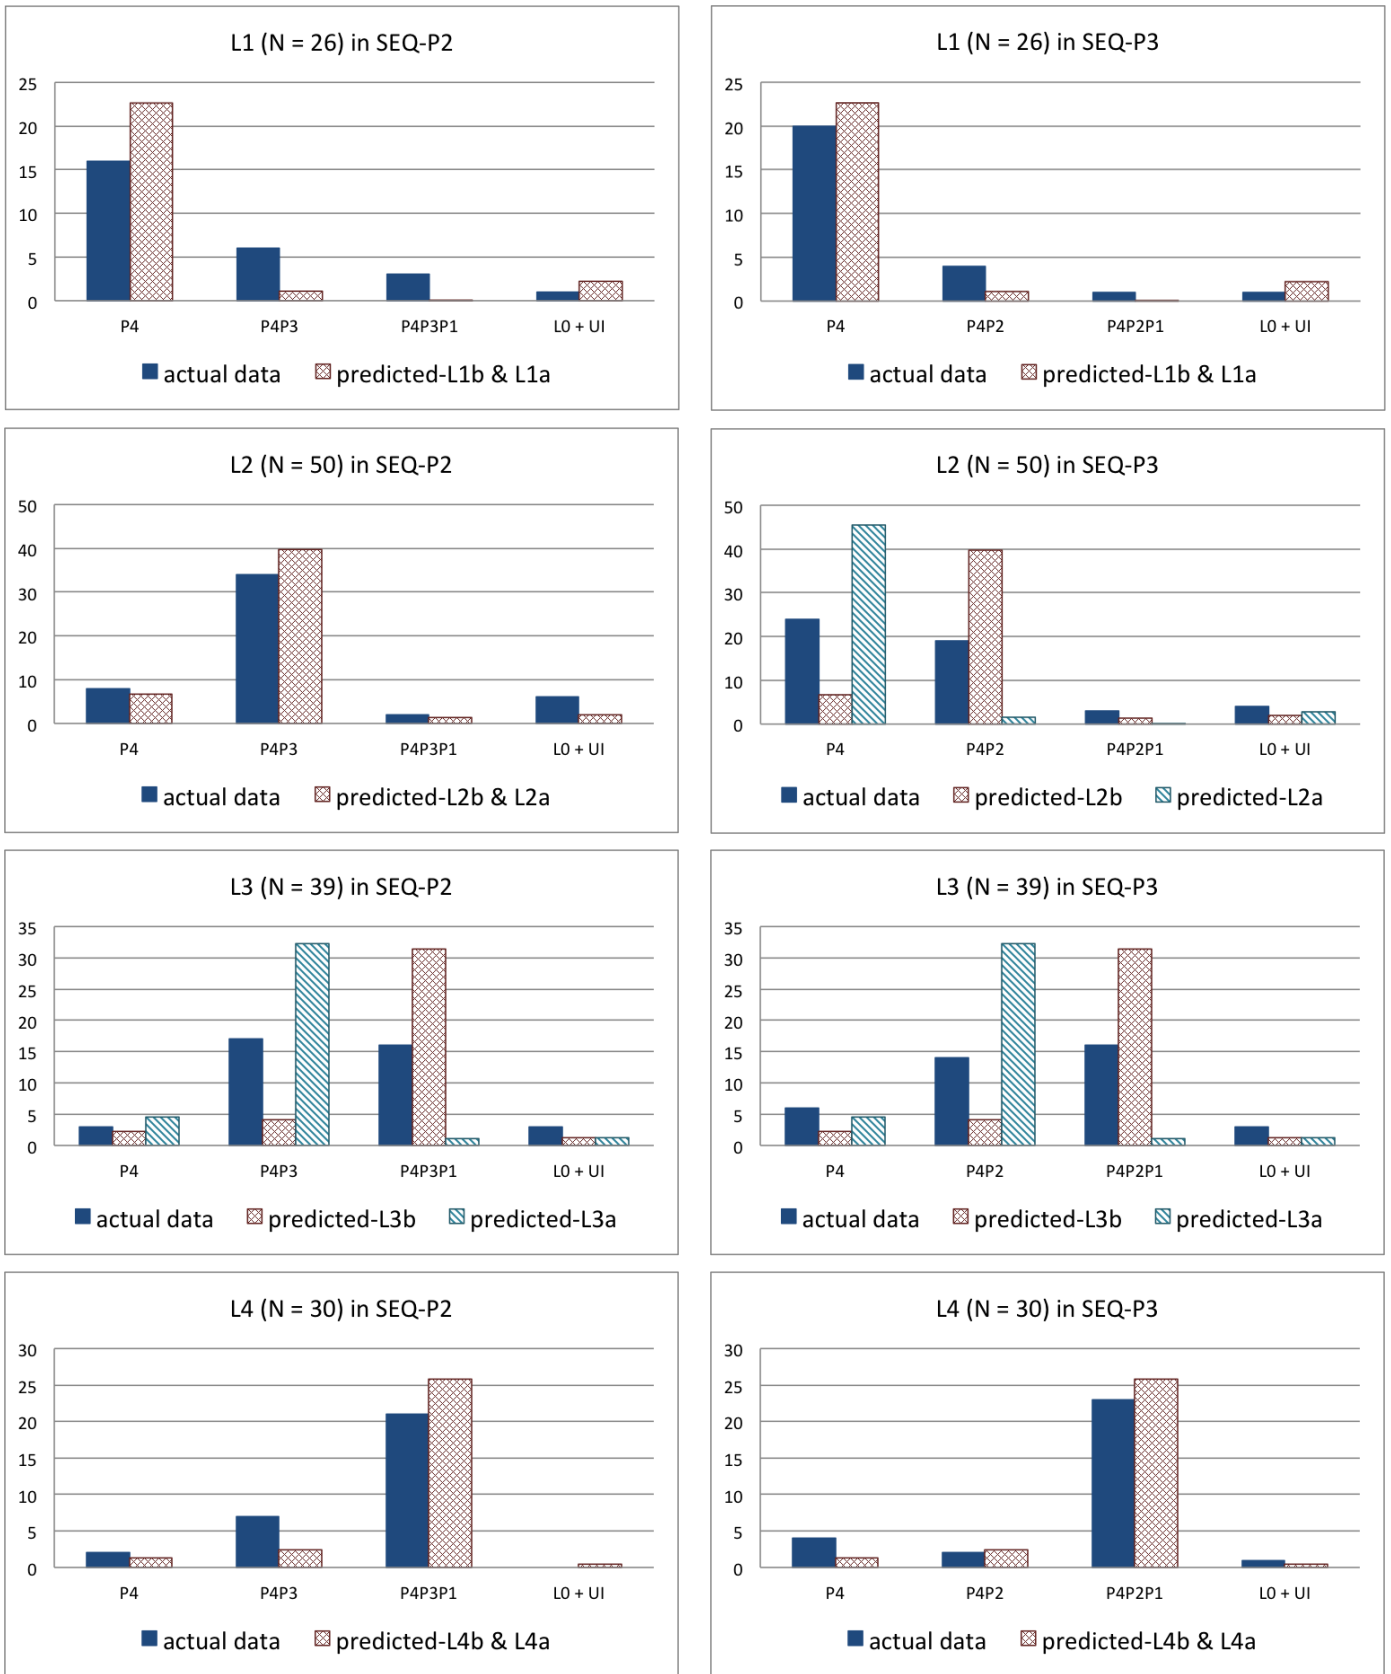 L1 (N = 26) in SEQ-P2
25
20
15
10
5
0
P4 P4P3 P4P3P1 L0 + UI
actual data predicted-L1b & L1a
L1 (N = 26) in SEQ-P3
25
20
15
10
5
0
P4 P4P2 P4P2P1 L0 + UI
actual data predicted-L1b & L1a
L2 (N = 50) in SEQ-P2
50
40
30
20
10
0
P4 P4P3 P4P3P1 L0 + UI
actual data predicted-L2b & L2a
L2 (N = 50) in SEQ-P3
50
40
30
20
10
0
P4 P4P2 P4P2P1 L0 + UI
actual data predicted-L2b predicted-L2a
L3 (N = 39) in SEQ-P2
35
30
25
20
15
10
5
0
P4 P4P3 P4P3P1 L0 + UI
actual data predicted-L3b predicted-L3a
L3 (N = 39) in SEQ-P3
35
30
25
20
15
10
5
0
P4 P4P2 P4P2P1 L0 + UI
actual data predicted-L3b predicted-L3a
L4 (N = 30) in SEQ-P2
30
25
20
15
10
5
0
P4 P4P3 P4P3P1 L0 + UI
actual data predicted-L4b & L4a
L4 (N = 30) in SEQ-P3
30
25
20
15
10
5
0
P4 P4P2 P4P2P1 L0 + UI
actual data predicted-L4b & L4a